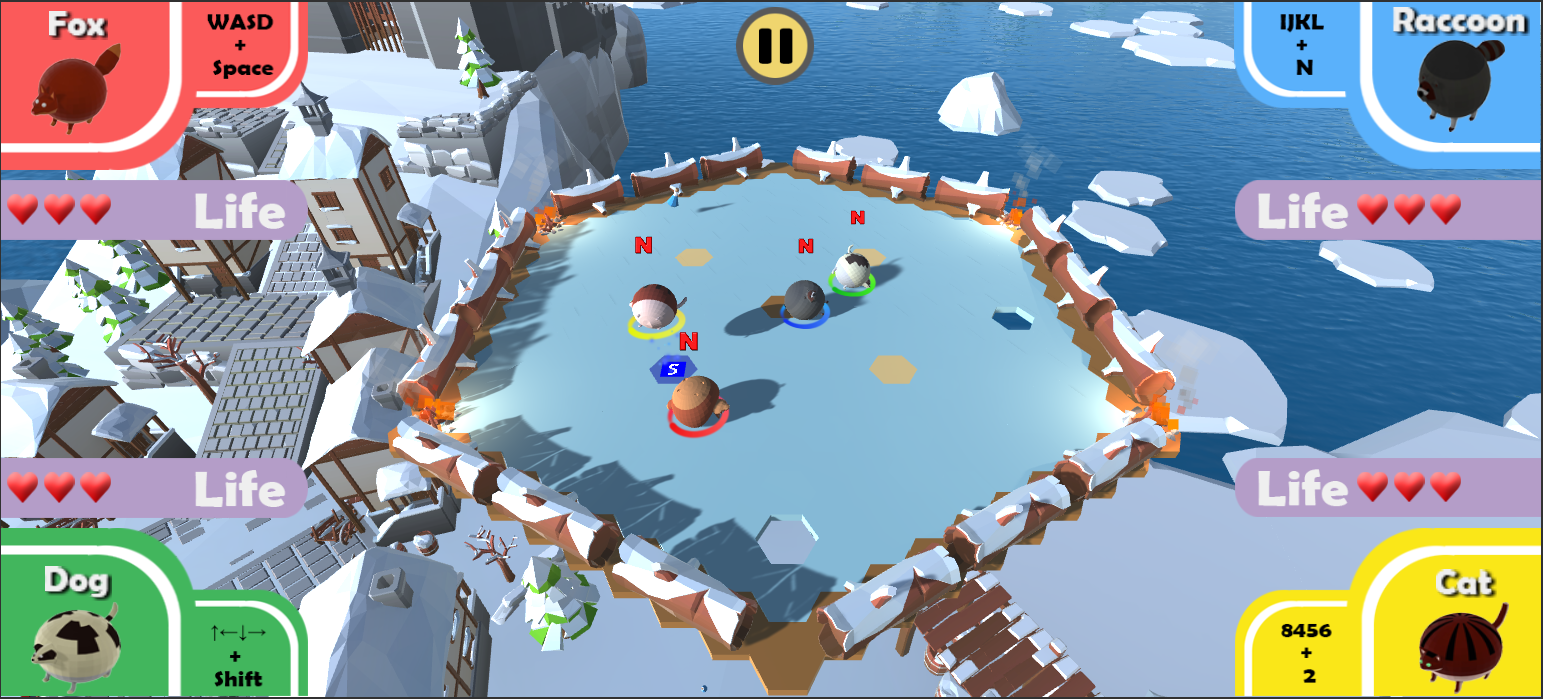 Fox
WASD
+
Space
IJKL
+
N
Raccoon
Life
Life
N
N
N
N
S
Life
Life
Dog
↑←↓→
+
Shift
8456
+
2
Cat